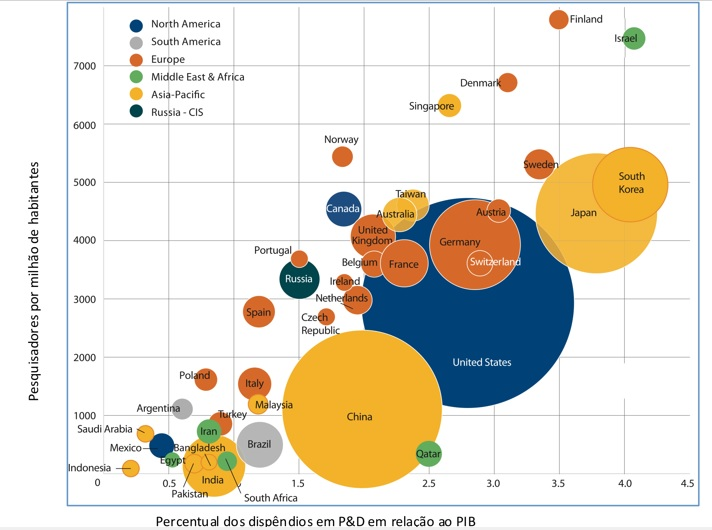 North America
South America
Europe
Middle East & Africa
Asia-Pacific
Russia - CIS
Finland
Israel
7000
Denmark
Singapore
6000
Norway
Sweden
5000
South
Korea
Taiwan
Canada
Australia
Austria
Japan
United
Kingdom
4000
Germany
Portugal
Belgium
France
Switzerland
Russia
Ireland
Netherlands
3000
Spain
Czech
Republic
2000
United States
Poland
Italy
Malaysia
Argentina
1000
Turkey
China
Saudi Arabia
Iran
Mexico
Bangladesh
Brazil
Egypt
Qatar
Indonesia
India
Pakistan
South Africa
0
0.5
1.5
2.5
3.0
3.5
4.0
4.5
Pesquisadores por milhão de habitantes
Percentual dos dispêndios em P&D em relação ao PIB